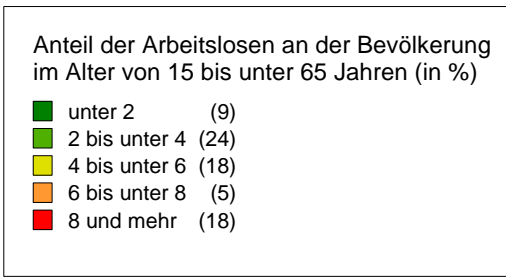 Anteil der Arbeitslosen an der Bevölkerung
im Alter von 15 bis unter 65 Jahren (in %)
unter 2 (9)
2 bis unter 4 (24)
4 bis unter 6 (18)
6 bis unter 8 (5)
8 und mehr (18)